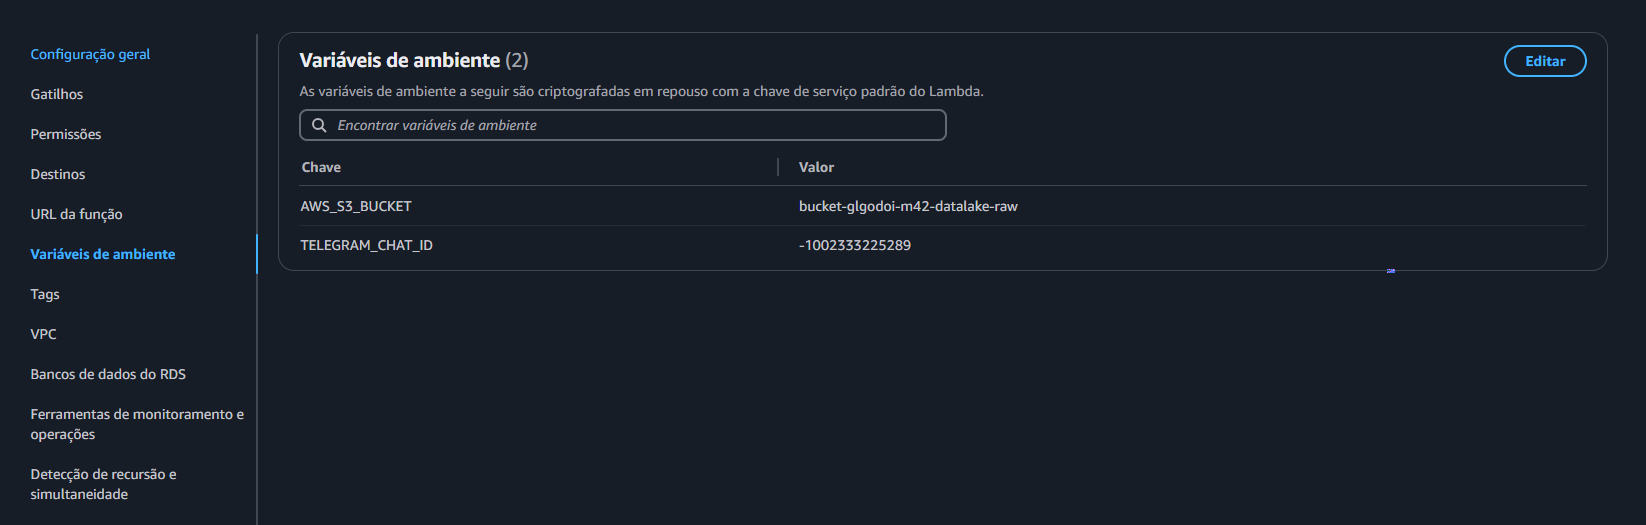 Configuração geral
Gatilhos
Permissões
Destinos
URL da função
Variáveis de ambiente
Tags
VPC
Bancos de dados do RDS
Ferramentas de monitoramento e
operações
Detecção de recursão e
simultaneidade
Variáveis de ambiente (2)
Editar
As variáveis de ambiente a seguir são criptografadas em repouso com a chave de serviço padrão do Lambda.
Encontrar variáveis de ambiente
Chave Valor
AWS_S3_BUCKET bucket-glgodoi-m42-datalake-raw
TELEGRAM_CHAT_ID -1002333225289